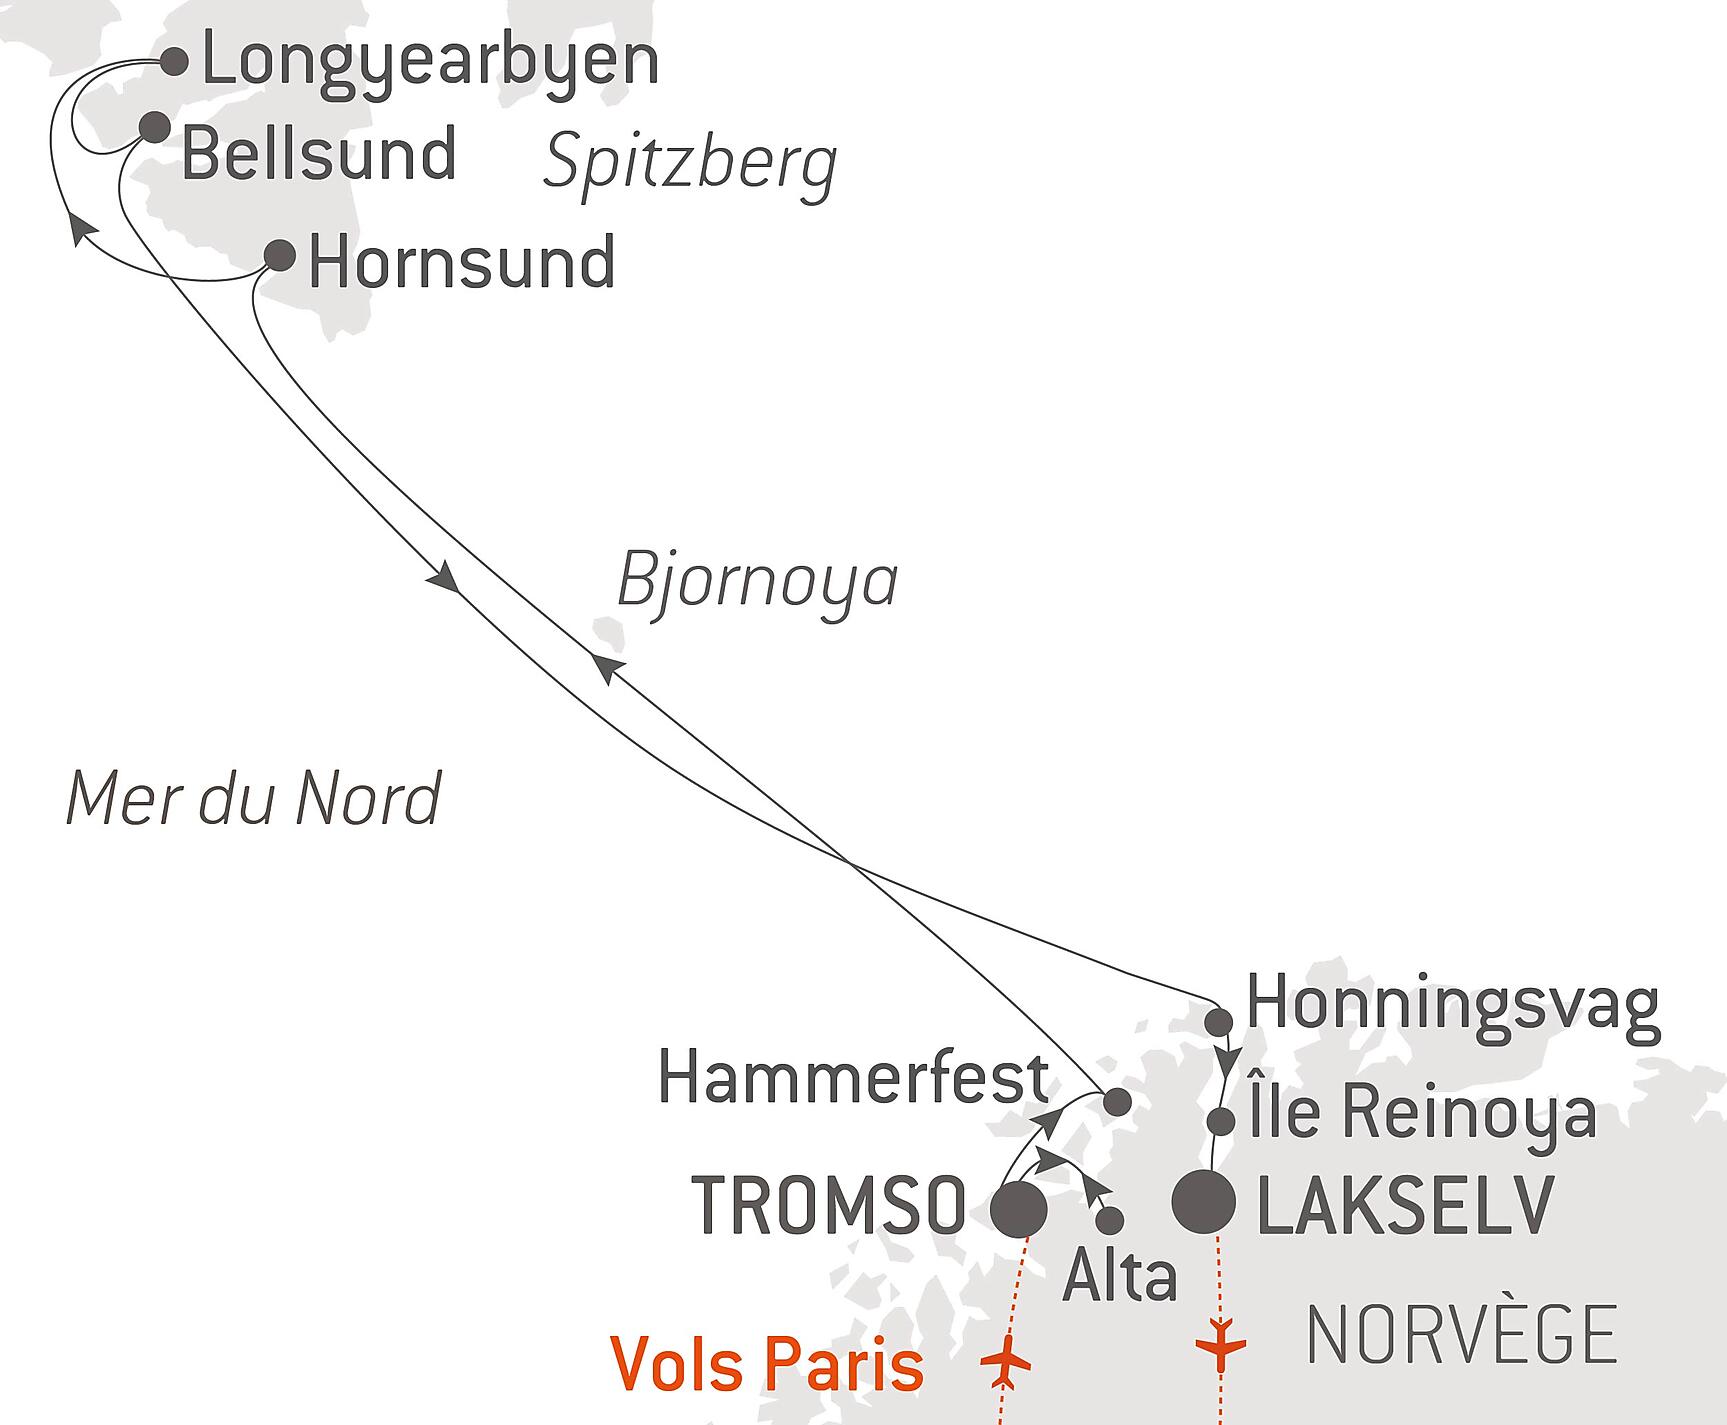 Longyearbyen
Bellsund
Spitzberg
Hornsund
Bjornoya
Mer du Nord
Honningsvag
Hammerfest
Île Reinoya
TROMSO
LAKSELV
Alta
NORVÈGE
Vols Paris